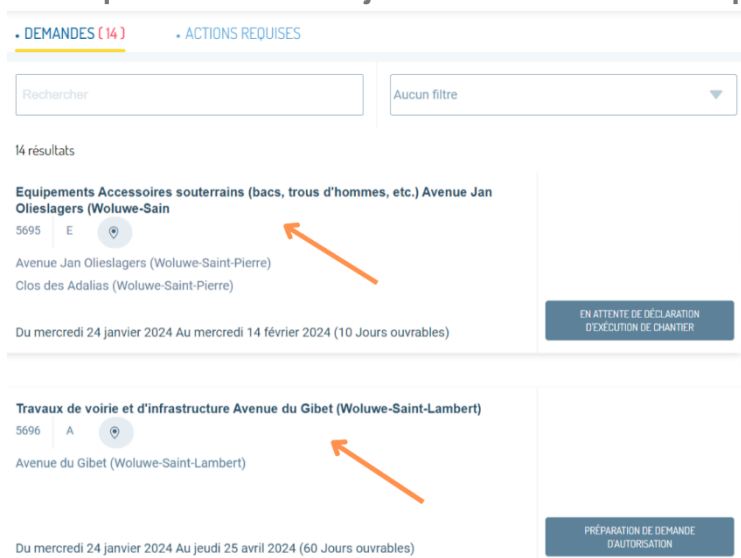 • DEMANDES (14)
• ACTIONS REQUISES
Rechercher
Aucun filtre
14 résultats
Equipements Accessoires souterrains (bacs, trous d'hommes, etc.) Avenue Jan
Olieslagers (Woluwe-Sain
5695 E
Avenue Jan Olieslagers (Woluwe-Saint-Pierre)
Clos des Adalias (Woluwe-Saint-Pierre)
Du mercredi 24 janvier 2024 Au mercredi 14 février 2024 (10 Jours ouvrables)
EN ATTENTE DE DÉCLARATION
D'EXÉCUTION DE CHANTIER
Travaux de voirie et d'infrastructure Avenue du Gibet (Woluwe-Saint-Lambert)
5696 A
Avenue du Gibet (Woluwe-Saint-Lambert)
Du mercredi 24 janvier 2024 Au jeudi 25 avril 2024 (60 Jours ouvrables)
PRÉPARATION DE DEMANDE
D'AUTORISATION